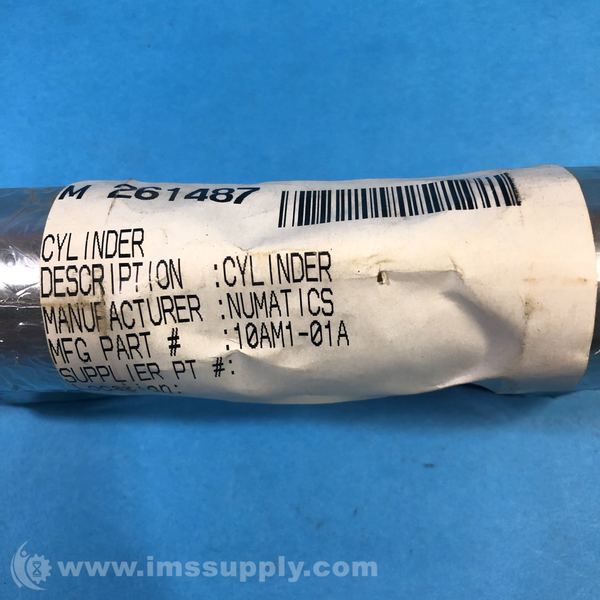 M 261487
CYLINDER
DESCRIPTION :CYLINDER
MANUFACTURER :NUMATICS
MFG PART # :10AM1-01A
SUPPLIER PT #:
www.imssupply.com